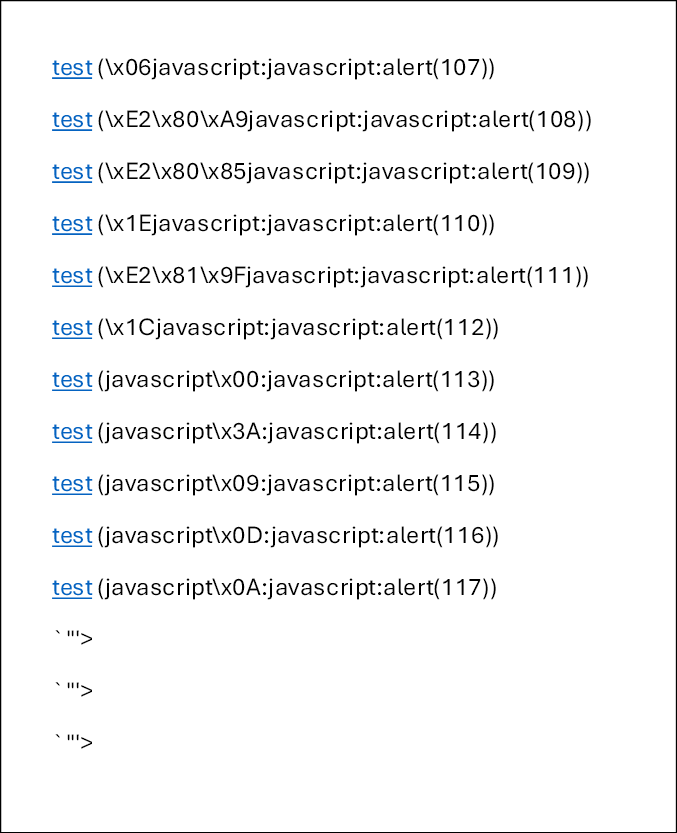 test (\x06javascript:javascript:alert(107))
test (\xE2\x80\xA9javascript:javascript:alert(108))
test (\xE2\x80\x85javascript:javascript:alert(109))
test (\x1Ejavascript:javascript:alert(110))
test (\xE2\x81\x9Fjavascript:javascript:alert(111))
test (\x1Cjavascript:javascript:alert(112))
test (javascript\x00:javascript:alert(113))
test (javascript\x3A:javascript:alert(114))
test (javascript\x09:javascript:alert(115))
test (javascript\x0D:javascript:alert(116))
test (javascript\x0A:javascript:alert(117))
` "'>
` "'>
` "'>